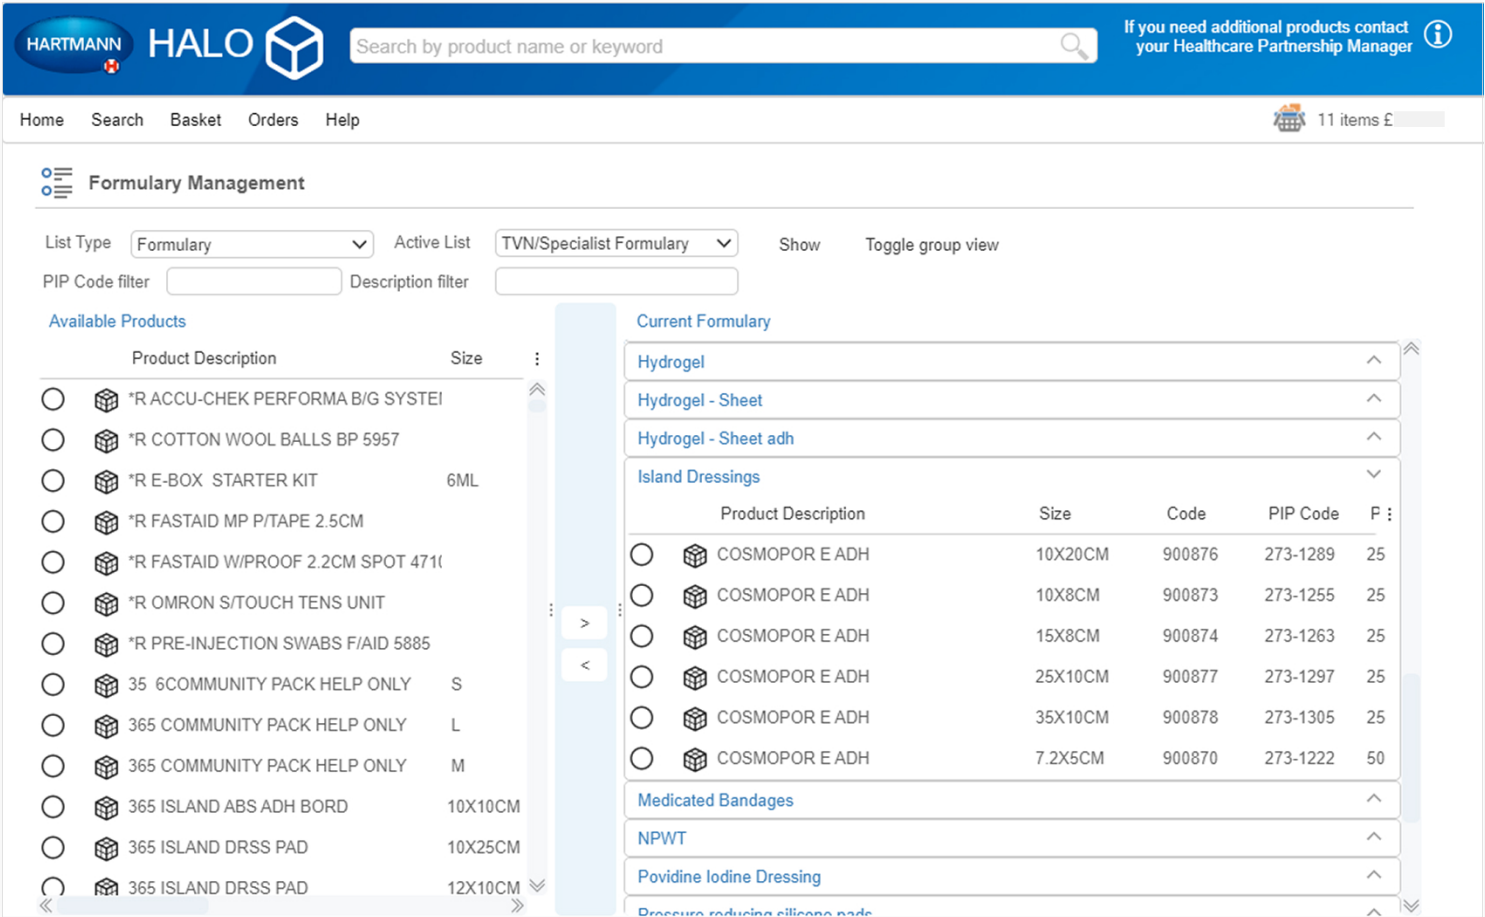 HARTMANN
HALO
Search by product name or keyword
If you need additional products contact
your Healthcare Partnership Manager
Home Search Basket Orders Help
11 items £
Formulary Management
List Type Formulary Active List TVN/Specialist Formulary Show Toggle group view
PIP Code filter Description filter
Available Products
Product Description Size
*R ACCU-CHEK PERFORMA B/G SYSTEM
*R COTTON WOOL BALLS BP 5957
*R E-BOX STARTER KIT 6ML
*R FASTAID MP P/TAPE 2.5CM
*R FASTAID W/PROOF 2.2CM SPOT 4710
*R OMRON S/TOUCH TENS UNIT
*R PRE-INJECTION SWABS F/AID 5885
35 6COMMUNITY PACK HELP ONLY S
365 COMMUNITY PACK HELP ONLY L
365 COMMUNITY PACK HELP ONLY M
365 ISLAND ABS ADH BORD 10X10CM
365 ISLAND DRSS PAD 10X25CM
365 ISLAND DRSS PAD 12X10CM
>
<
Current Formulary
Hydrogel
Hydrogel - Sheet
Hydrogel - Sheet adh
Island Dressings
Product Description Size Code PIP Code P
COSMOPOR E ADH 10X20CM 900876 273-1289 25
COSMOPOR E ADH 10X8CM 900873 273-1255 25
COSMOPOR E ADH 15X8CM 900874 273-1263 25
COSMOPOR E ADH 25X10CM 900877 273-1297 25
COSMOPOR E ADH 35X10CM 900878 273-1305 25
COSMOPOR E ADH 7.2X5CM 900870 273-1222 50
Medicated Bandages
NPWT
Povidine Iodine Dressing
Pressure reducing silicone pads